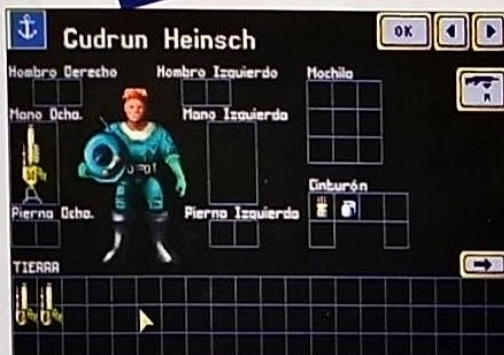 Gudrun Heinsch
OK
Hombro Derecho
Hombro Izquierdo
Mochila
Mano Dcha.
Mano Izquierda
Pierna Dcha.
Pierna Izquierda
Cinturón
TIERRA